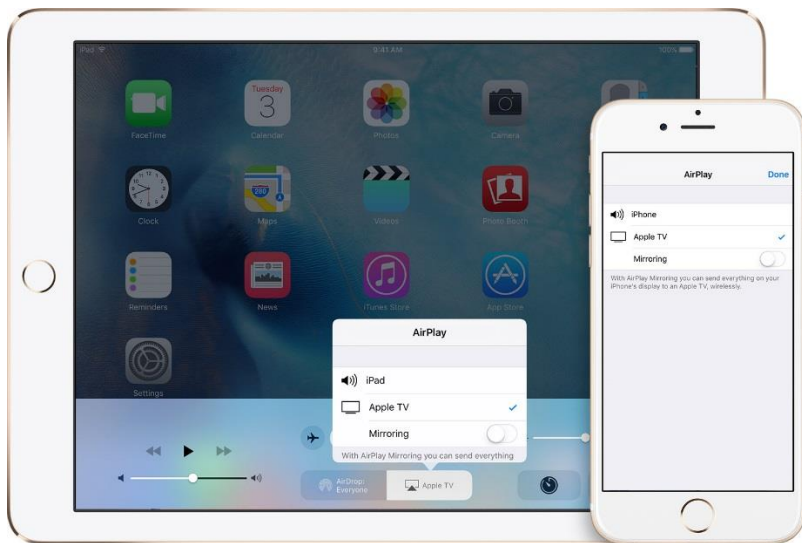 iPad
9:41 AM
100%
Tuesday
3
FaceTime
Calendar
Photos
Camera
280
Clock
Maps
Videos
Photo Booth
Reminders
News
iTunes Store
App Store
Settings
AirPlay
iPad
Apple TV
Mirroring
With AirPlay Mirroring you can send everything
AirDrop:
Everyone
Apple TV
AirPlay
Done
iPhone
Apple TV
Mirroring
With AirPlay Mirroring you can send everything on your
iPhone's display to an Apple TV, wirelessly.